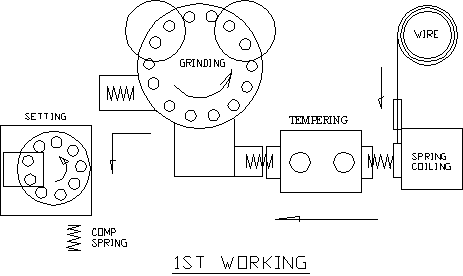 WIRE
GRINDING
SETTING
TEMPERING
SPRING
COILING
COMP
SPRING
1ST WORKING